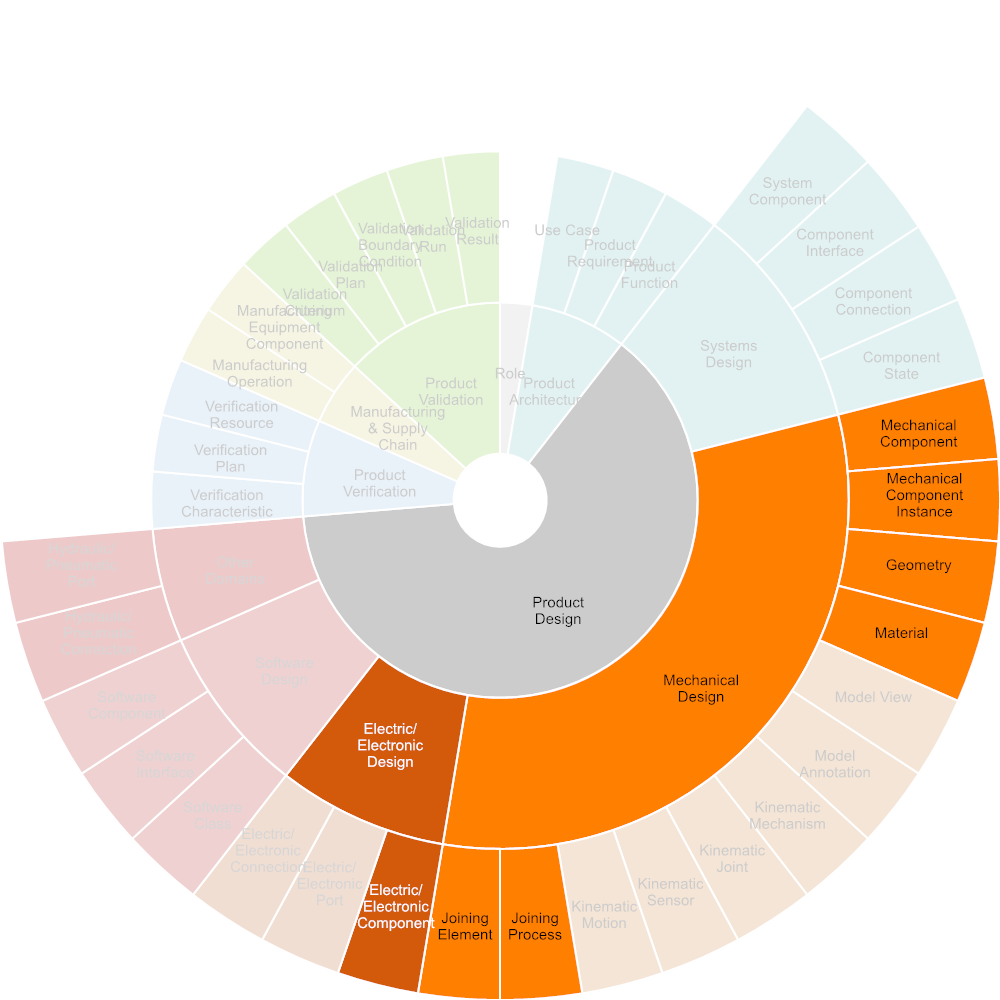 System
Component
Component
Interface
Component
Connection
Component
State
Use Case
Product
Requirement
Product
Function
Systems
Design
Role
Product
Architecture
Validation
Result
Validation
Run
Validation
Boundary
Condition
Validation
Plan
Validation
Criterium
Product
Validation
Manufacturing
Equipment
Component
Manufacturing
Operation
Manufacturing
& Supply
Chain
Verification
Resource
Verification
Plan
Verification
Characteristic
Product
Verification
Mechanical
Component
Mechanical
Component
Instance
Geometry
Material
Product
Design
Mechanical
Design
Software
Design
Software
Component
Software
Interface
Software
Electric/
Electronic
Design
Model View
Model
Annotation
Kinematic
Mechanism
Kinematic
Joint
Kinematic
Sensor
Kinematic
Motion
Joining
Process
Joining
Element
Electric/
Electronic
Component
Electric/
Electronic
Port
Electric/
Electronic
Connection